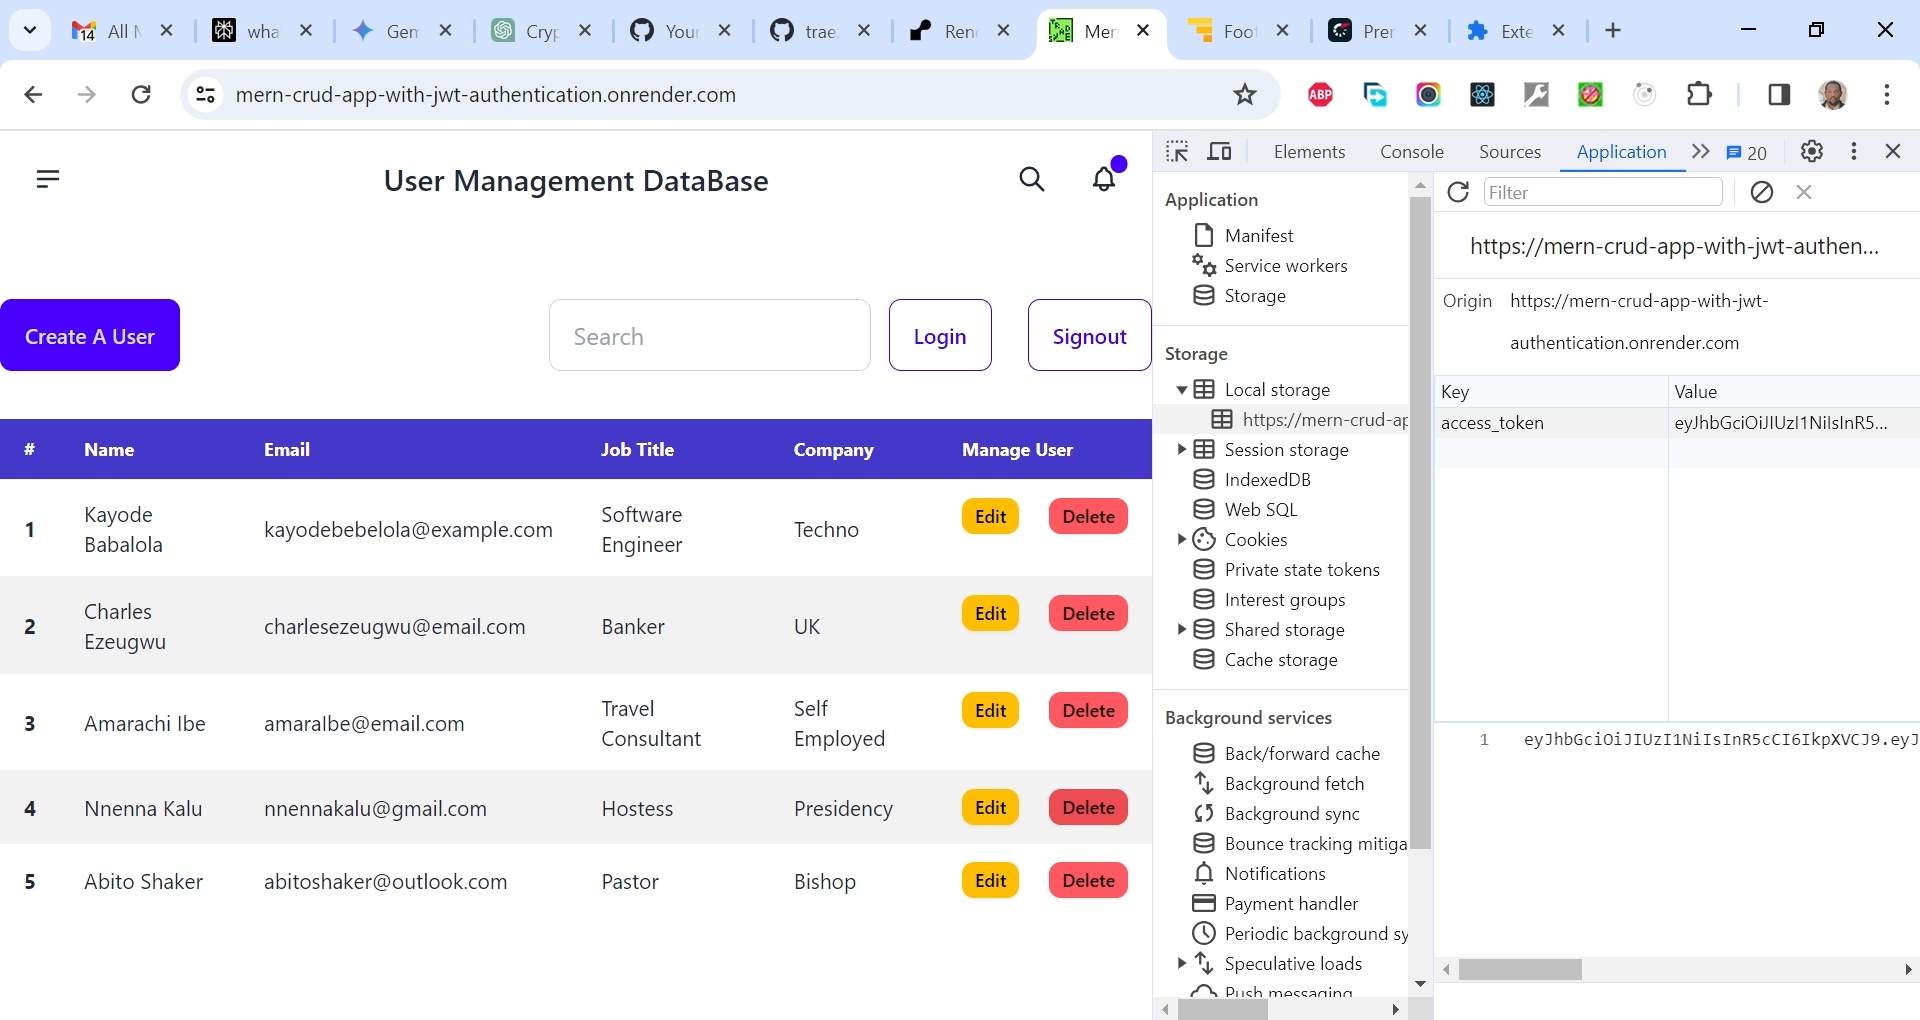 14 All M
wha
Gem
Cryp
Your
trae.
Ren
Mer
Foot
Prer
Exte
mern-crud-app-with-jwt-authentication.onrender.com
ABP
User Management DataBase
Create A User
Search
Login
Signout
# Name Email Job Title Company Manage User
1 Kayode Babalola kayodebebelola@example.com Software Engineer Techno Edit Delete
2 Charles Ezeugwu charlesezeugwu@email.com Banker UK Edit Delete
3 Amarachi Ibe amaraIbe@email.com Travel Consultant Self Employed Edit Delete
4 Nnenna Kalu nnennakalu@gmail.com Hostess Presidency Edit Delete
5 Abito Shaker abitoshaker@outlook.com Pastor Bishop Edit Delete
Elements Console Sources Application 20
Application
Manifest
Service workers
Storage
Storage
Local storage
https://mern-crud-ap
Session storage
IndexedDB
Web SQL
Cookies
Private state tokens
Interest groups
Shared storage
Cache storage
Background services
Back/forward cache
Background fetch
Background sync
Bounce tracking mitiga
Notifications
Payment handler
Periodic background sy
Speculative loads
Push messaging
Filter
https://mern-crud-app-with-jwt-authen...
Origin https://mern-crud-app-with-jwt-
authentication.onrender.com
Key Value
access_token eyJhbGciOiJIUzI1NiIsInR5...
1 eyJhbGciOiJIUzI1NiIsInR5cCI6IkpXVCJ9.eyJ